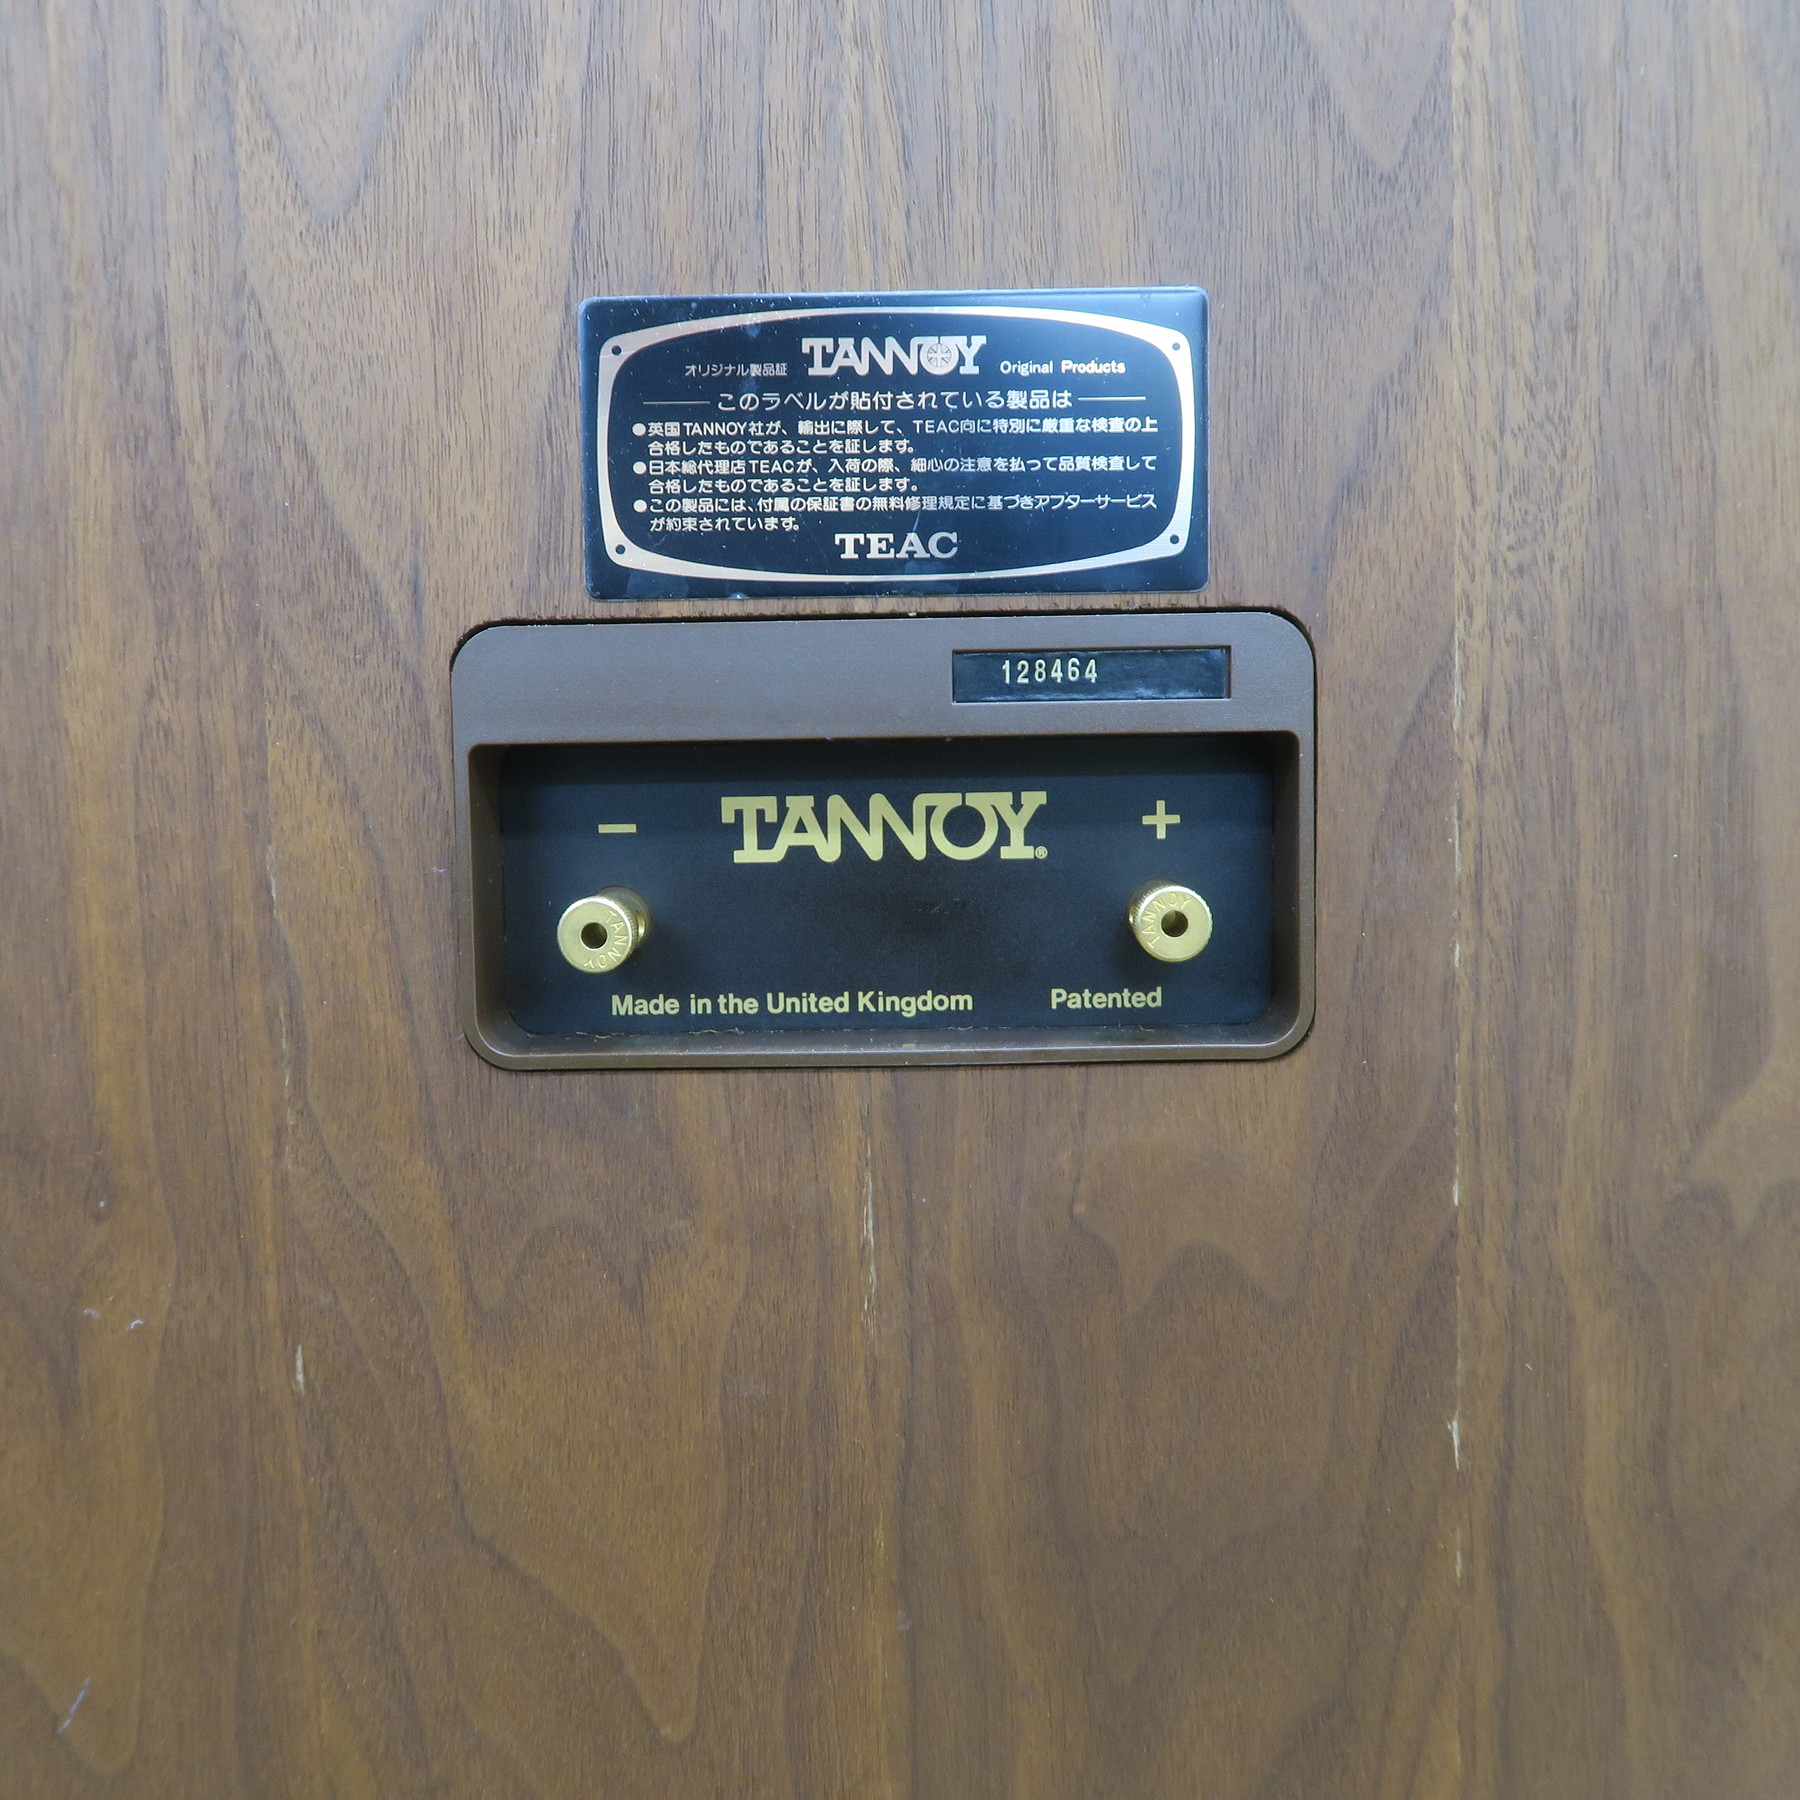 オリジナル製品証 TANNOY Original Products
このラベルが貼付されている製品は
●英国TANNOY社が、輸出に際して、TEAC向に特別に厳重な検査の上
合格したものであることを証します。
●日本総代理店TEACが、入荷の際、細心の注意を払って品質検査して
合格したものであることを証します。
●この製品には、付属の保証書の無料修理規定に基づきアフターサービス
が約束されています。
TEAC
128464
− TANNOY® +
TANNOY TANNOY
Made in the United Kingdom Patented